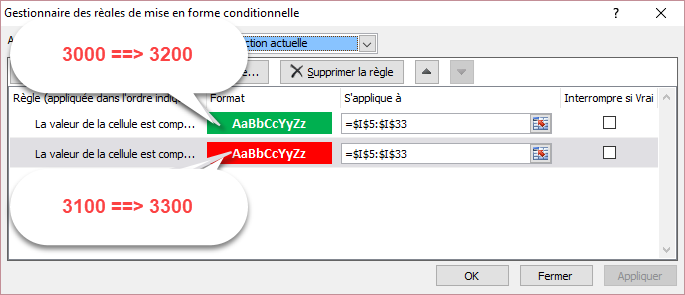 Gestionnaire des règles de mise en forme conditionnelle
3000 ==> 3200
ction actuelle
Supprimer la règle
Règle (appliquée dans l'ordre indiq
Format
S'applique à
Interrompre si Vrai
La valeur de la cellule est comp...
AaBbCcYyZz
=$I$5:$I$33
La valeur de la cellule est comp...
AaBbCcYyZz
=$I$5:$I$33
3100 ==> 3300
OK
Fermer
Appliquer